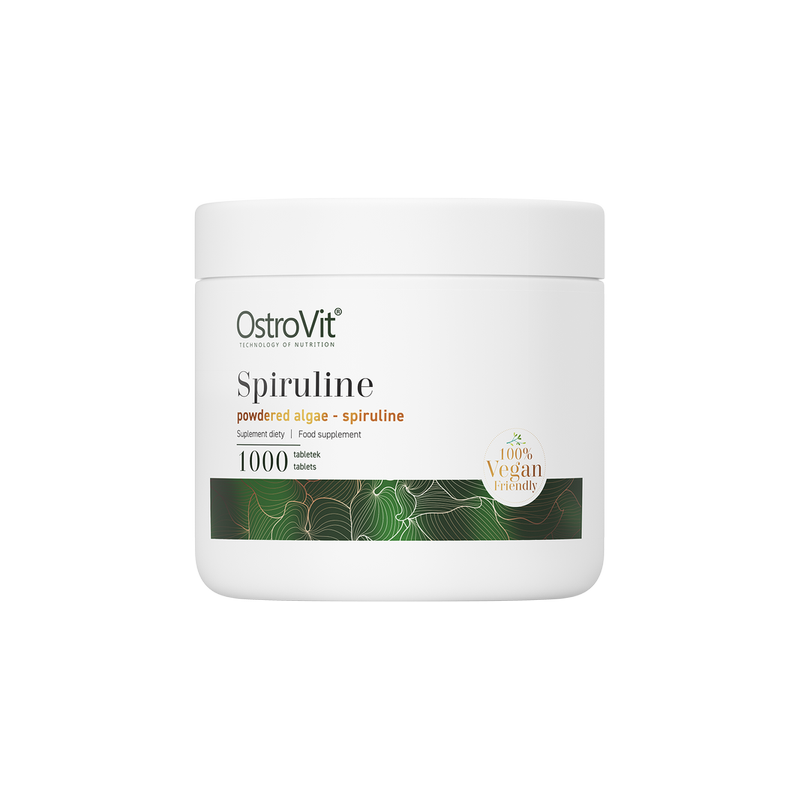 OstroVit®
TECHNOLOGY OF NUTRITION
Spiruline
powdered algae - spiruline
Suplement diety | Food supplement
1000 tabletek
tablets
100%
Vegan
Friendly